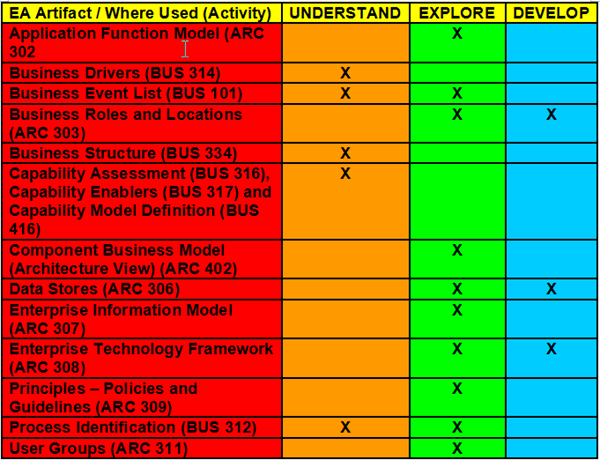 EA Artifact / Where Used (Activity) UNDERSTAND EXPLORE DEVELOP
Application Function Model (ARC X
302
Business Drivers (BUS 314) X
Business Event List (BUS 101) X X
Business Roles and Locations X X
(ARC 303)
Business Structure (BUS 334) X
Capability Assessment (BUS 316), X
Capability Enablers (BUS 317) and
Capability Model Definition (BUS
416)
Component Business Model X
(Architecture View) (ARC 402)
Data Stores (ARC 306) X X
Enterprise Information Model X
(ARC 307)
Enterprise Technology Framework X X
(ARC 308)
Principles – Policies and X
Guidelines (ARC 309)
Process Identification (BUS 312) X X
User Groups (ARC 311) X